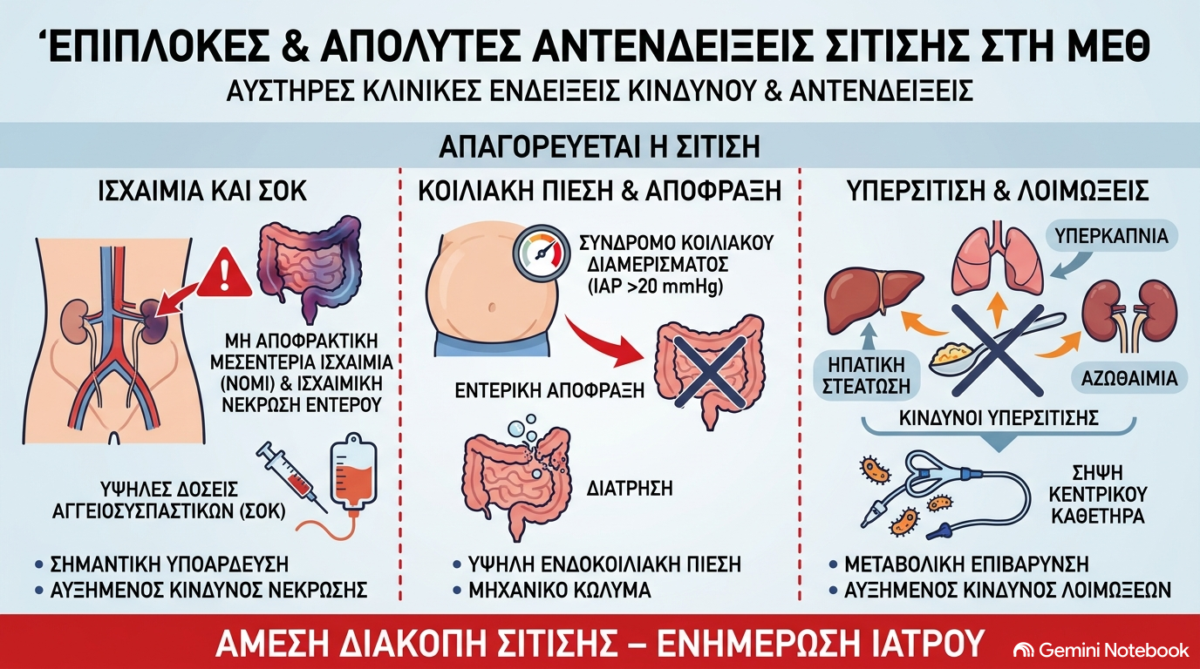 ‘ΕΠΙΠΛΟΚΕΣ & ΑΠΟΛΥΤΕΣ ΑΝΤΕΝΔΕΙΞΕΙΣ ΣΙΤΙΣΗΣ ΣΤΗ ΜΕΘ
ΑΥΣΤΗΡΕΣ ΚΛΙΝΙΚΕΣ ΕΝΔΕΙΞΕΙΣ ΚΙΝΔΥΝΟΥ & ΑΝΤΕΝΔΕΙΞΕΙΣ
ΑΠΑΓΟΡΕΥΕΤΑΙ Η ΣΙΤΙΣΗ
ΙΣΧΑΙΜΙΑ ΚΑΙ ΣΟΚ
ΜΗ ΑΠΟΦΡΑΚΤΙΚΗ
ΜΕΣΕΝΤΕΡΙΑ ΙΣΧΑΙΜΙΑ
(NOMI) & ΙΣΧΑΙΜΙΚΗ
ΝΕΚΡΩΣΗ ΕΝΤΕΡΟΥ
ΥΨΗΛΕΣ ΔΟΣΕΙΣ
ΑΓΓΕΙΟΣΥΣΠΑΣΤΙΚΩΝ (ΣΟΚ)
• ΣΗΜΑΝΤΙΚΗ ΥΠΟΑΡΔΕΥΣΗ
• ΑΥΞΗΜΕΝΟΣ ΚΙΝΔΥΝΟΣ ΝΕΚΡΩΣΗΣ
ΚΟΙΛΙΑΚΗ ΠΙΕΣΗ & ΑΠΟΦΡΑΞΗ
ΣΥΝΔΡΟΜΟ ΚΟΙΛΙΑΚΟΥ
ΔΙΑΜΕΡΙΣΜΑΤΟΣ
(IAP >20 mmHg)
ΕΝΤΕΡΙΚΗ ΑΠΟΦΡΑΞΗ
ΔΙΑΤΡΗΣΗ
• ΥΨΗΛΗ ΕΝΔΟΚΟΙΛΙΑΚΗ ΠΙΕΣΗ
• ΜΗΧΑΝΙΚΟ ΚΩΛΥΜΑ
ΥΠΕΡΣΙΤΙΣΗ & ΛΟΙΜΩΞΕΙΣ
ΥΠΕΡΚΑΠΝΙΑ
ΗΠΑΤΙΚΗ
ΣΤΕΑΤΩΣΗ
ΑΖΩΘΑΙΜΙΑ
ΚΙΝΔΥΝΟΙ ΥΠΕΡΣΙΤΙΣΗΣ
ΣΗΨΗ
ΚΕΝΤΡΙΚΟΥ
ΚΑΘΕΤΗΡΑ
• ΜΕΤΑΒΟΛΙΚΗ ΕΠΙΒΑΡΥΝΣΗ
• ΑΥΞΗΜΕΝΟΣ ΚΙΝΔΥΝΟΣ ΛΟΙΜΩΞΕΩΝ
ΑΜΕΣΗ ΔΙΑΚΟΠΗ ΣΙΤΙΣΗΣ – ΕΝΗΜΕΡΩΣΗ ΙΑΤΡΟΥ
Gemini Notebook